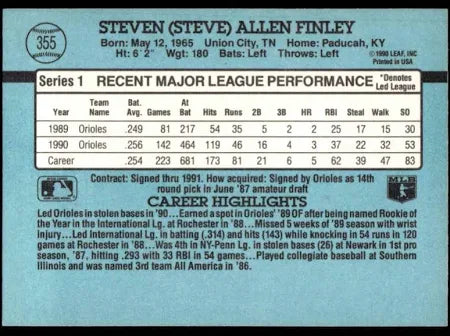 355
STEVEN (STEVE) ALLEN FINLEY
Born: May 12, 1965 Union City, TN Home: Paducah, KY
Ht: 6'2" Wgt: 180 Bats: Left Throws: Left
©1990 LEAF, INC
Printed in USA
Series 1 RECENT MAJOR LEAGUE PERFORMANCE *Denotes Led League
Year Team Name Bat. Avg. Games At Bat Hits Runs 2B 3B HR RBI Steal Walk SO
1989 Orioles .249 81 217 54 35 5 2 2 25 17 15 30
1990 Orioles .256 142 464 119 46 16 4 3 37 22 32 53
Career .254 223 681 173 81 21 6 5 62 39 47 83
Contract: Signed thru 1991. How acquired: Signed by Orioles as 14th
round pick in June '87 amateur draft
CAREER HIGHLIGHTS
MLB
Led Orioles in stolen bases in '90...Earned a spot in Orioles' '89 OF after being named Rookie of
the Year in the International Lg. at Rochester in '88...Missed 5 weeks of '89 season with wrist
injury...Led International Lg. in batting (.314) and hits (143) while knocking in 54 runs in 120
games at Rochester in '88...Was 4th in NY-Penn Lg. in stolen bases (26) at Newark in 1st pro
season, '87, hitting .293 with 33 RBI in 54 games...Played collegiate baseball at Southern
Illinois and was named 3rd team All America in '86.